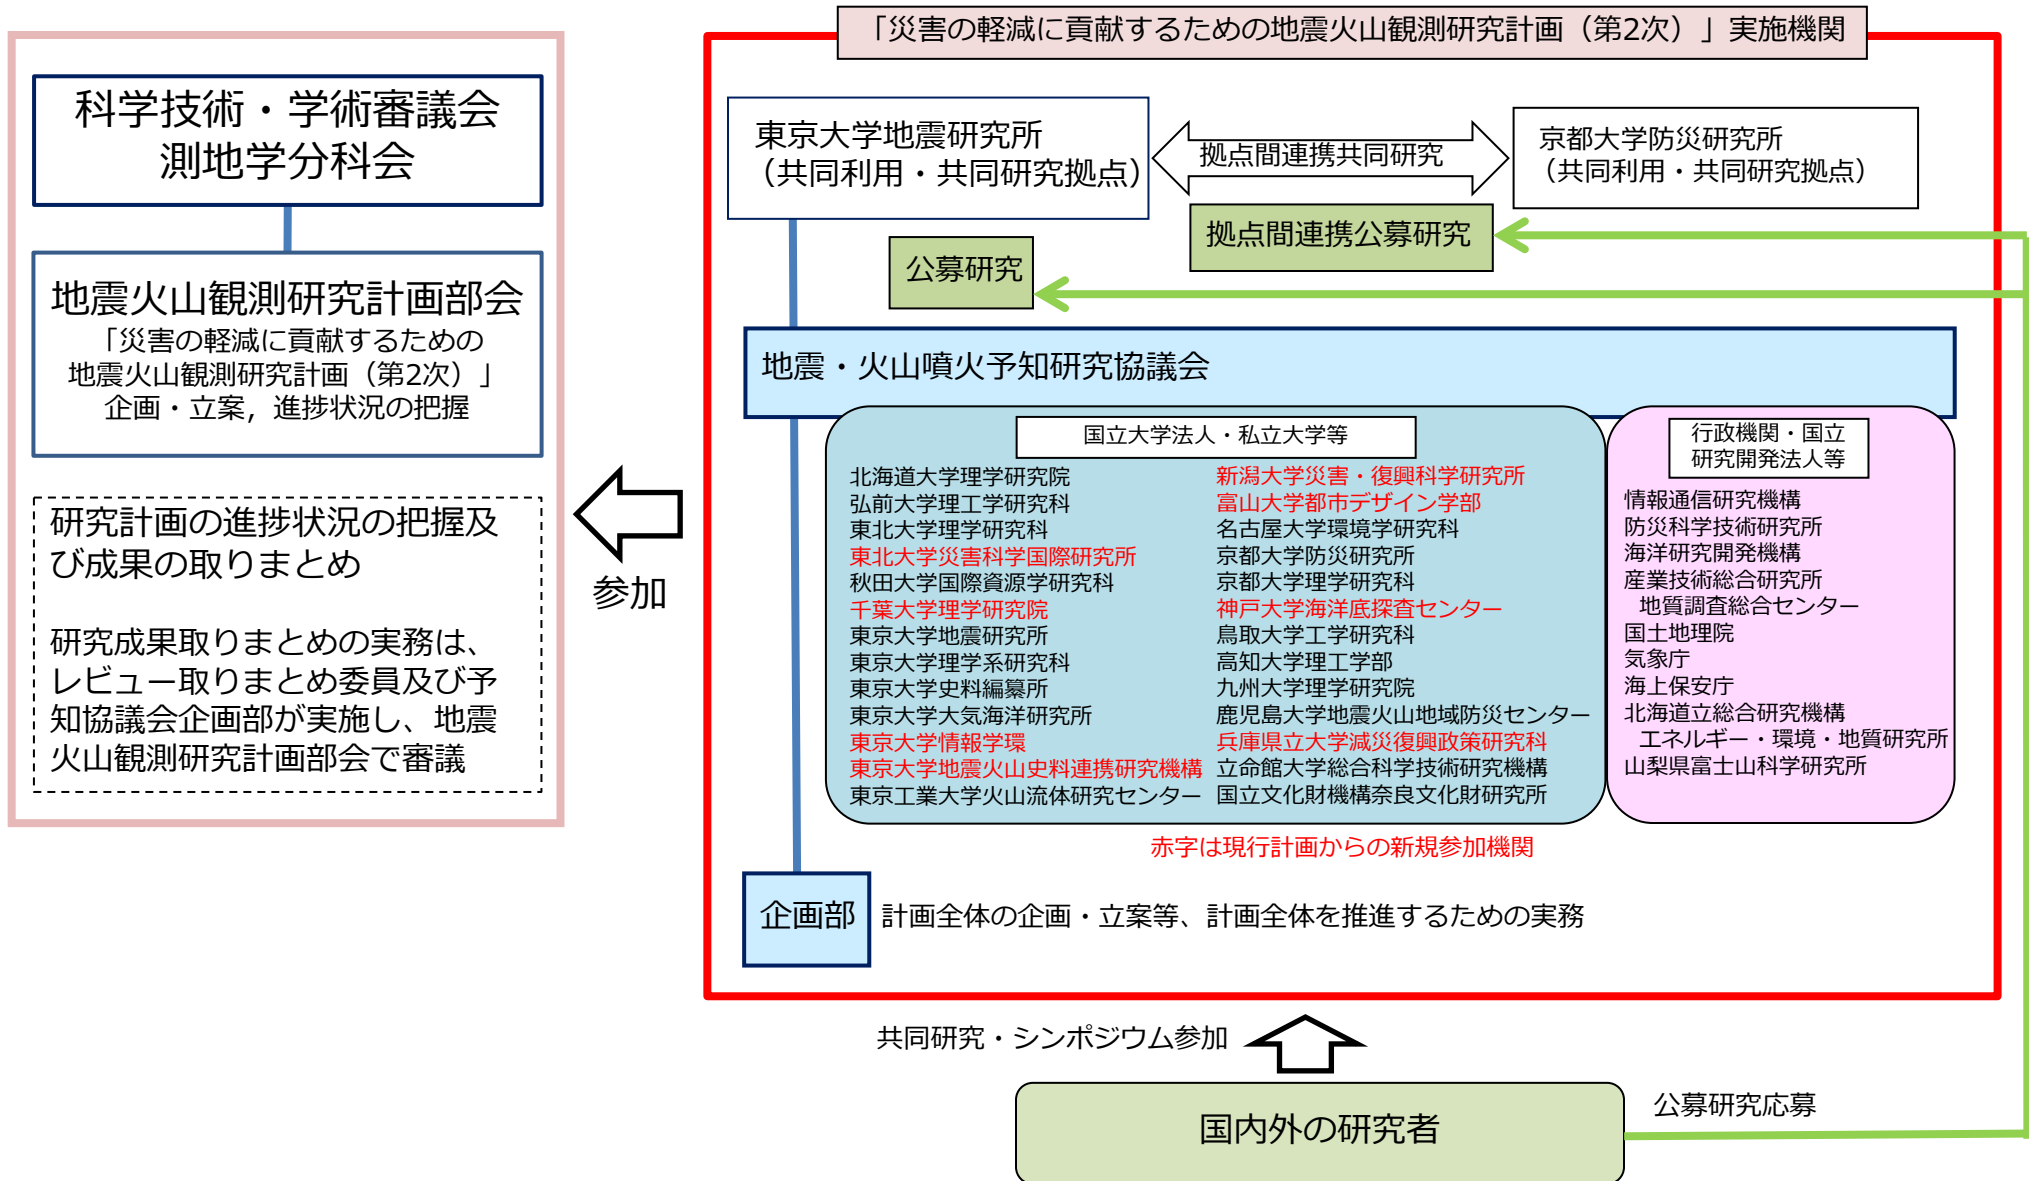 科学技術・学術審議会
測地学分科会
地震火山観測研究計画部会
「災害の軽減に貢献するための
地震火山観測研究計画（第2次）」
企画・立案，進捗状況の把握
研究計画の進捗状況の把握及
び成果の取りまとめ
研究成果取りまとめの実務は、
レビュー取りまとめ委員及び予
知協議会企画部が実施し、地震
火山観測研究計画部会で審議
参加
「災害の軽減に貢献するための地震火山観測研究計画（第2次）」実施機関
東京大学地震研究所
（共同利用・共同研究拠点）
拠点間連携共同研究
京都大学防災研究所
（共同利用・共同研究拠点）
拠点間連携公募研究
公募研究
地震・火山噴火予知研究協議会
国立大学法人・私立大学等
北海道大学理学研究院
弘前大学理工学研究科
東北大学理学研究科
東北大学災害科学国際研究所
秋田大学国際資源学研究科
千葉大学理学研究院
東京大学地震研究所
東京大学理学系研究科
東京大学史料編纂所
東京大学大気海洋研究所
東京大学情報学環
東京大学地震火山史料連携研究機構
東京工業大学火山流体研究センター
新潟大学災害・復興科学研究所
富山大学都市デザイン学部
名古屋大学環境学研究科
京都大学防災研究所
京都大学理学研究科
神戸大学海洋底探査センター
鳥取大学工学研究科
高知大学理工学部
九州大学理学研究院
鹿児島大学地震火山地域防災センター
兵庫県立大学減災復興政策研究科
立命館大学総合科学技術研究機構
国立文化財機構奈良文化財研究所
行政機関・国立
研究開発法人等
情報通信研究機構
防災科学技術研究所
海洋研究開発機構
産業技術総合研究所
地質調査総合センター
国土地理院
気象庁
海上保安庁
北海道立総合研究機構
エネルギー・環境・地質研究所
山梨県富士山科学研究所
赤字は現行計画からの新規参加機関
企画部
計画全体の企画・立案等、計画全体を推進するための実務
共同研究・シンポジウム参加
国内外の研究者
公募研究応募